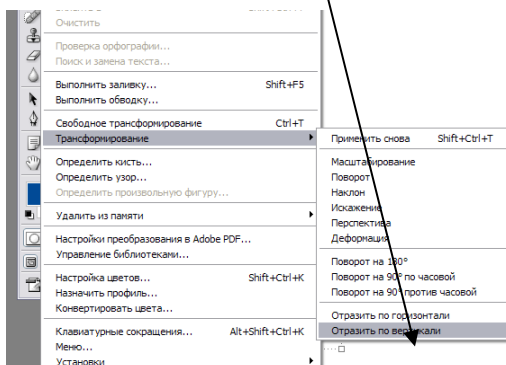 Очистить
Проверка орфографии...
Поиск и замена текста...
Выполнить заливку... Shift+F5
Выполнить обводку...
Свободное трансформирование Ctrl+T
Трансформирование
Применить снова Shift+Ctrl+T
Масштабирование
Поворот
Наклон
Искажение
Перспектива
Деформация
Поворот на 180°
Поворот на 90° по часовой
Поворот на 90° против часовой
Отразить по горизонтали
Отразить по вертикали
Определить кисть...
Определить узор...
Определить произвольную фигуру...
Удалить из памяти
Настройки преобразования в Adobe PDF...
Управление библиотеками...
Настройка цветов... Shift+Ctrl+K
Назначить профиль...
Конвертировать цвета...
Клавиатурные сокращения... Alt+Shift+Ctrl+K
Меню...
Установки